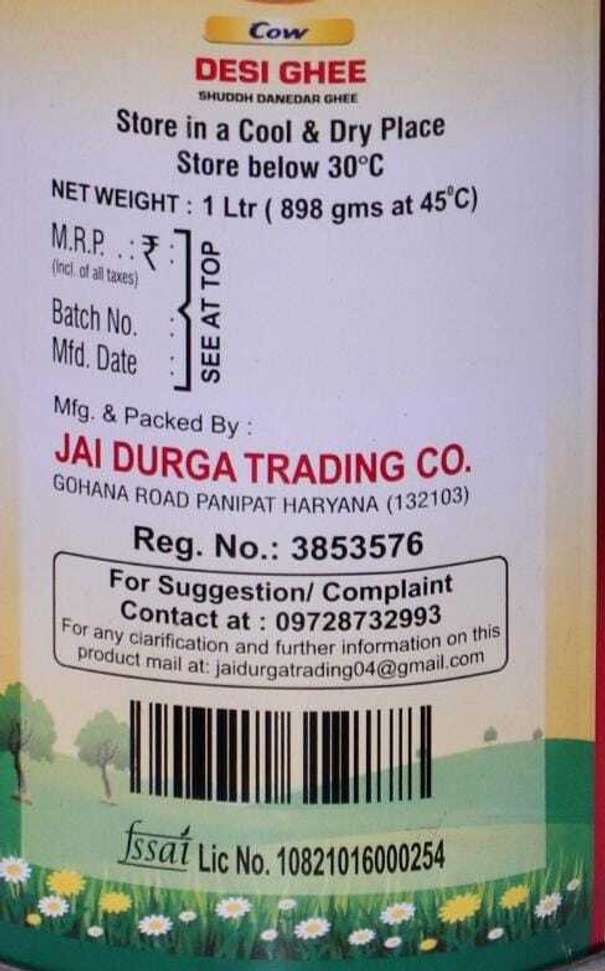 Cow
DESI GHEE
SHUDDH DANEDAR GHEE
Store in a Cool & Dry Place
Store below 30°C
NET WEIGHT : 1 Ltr ( 898 gms at 45°C)
M.R.P. .: ₹ :
(Incl. of all taxes)
Batch No. :
Mfd. Date :
SEE AT TOP
Mfg. & Packed By :
JAI DURGA TRADING CO.
GOHANA ROAD PANIPAT HARYANA (132103)
Reg. No.: 3853576
For Suggestion/ Complaint
Contact at : 09728732993
For any clarification and further information on this
product mail at: jaidurgatrading04@gmail.com
fssai Lic No. 10821016000254